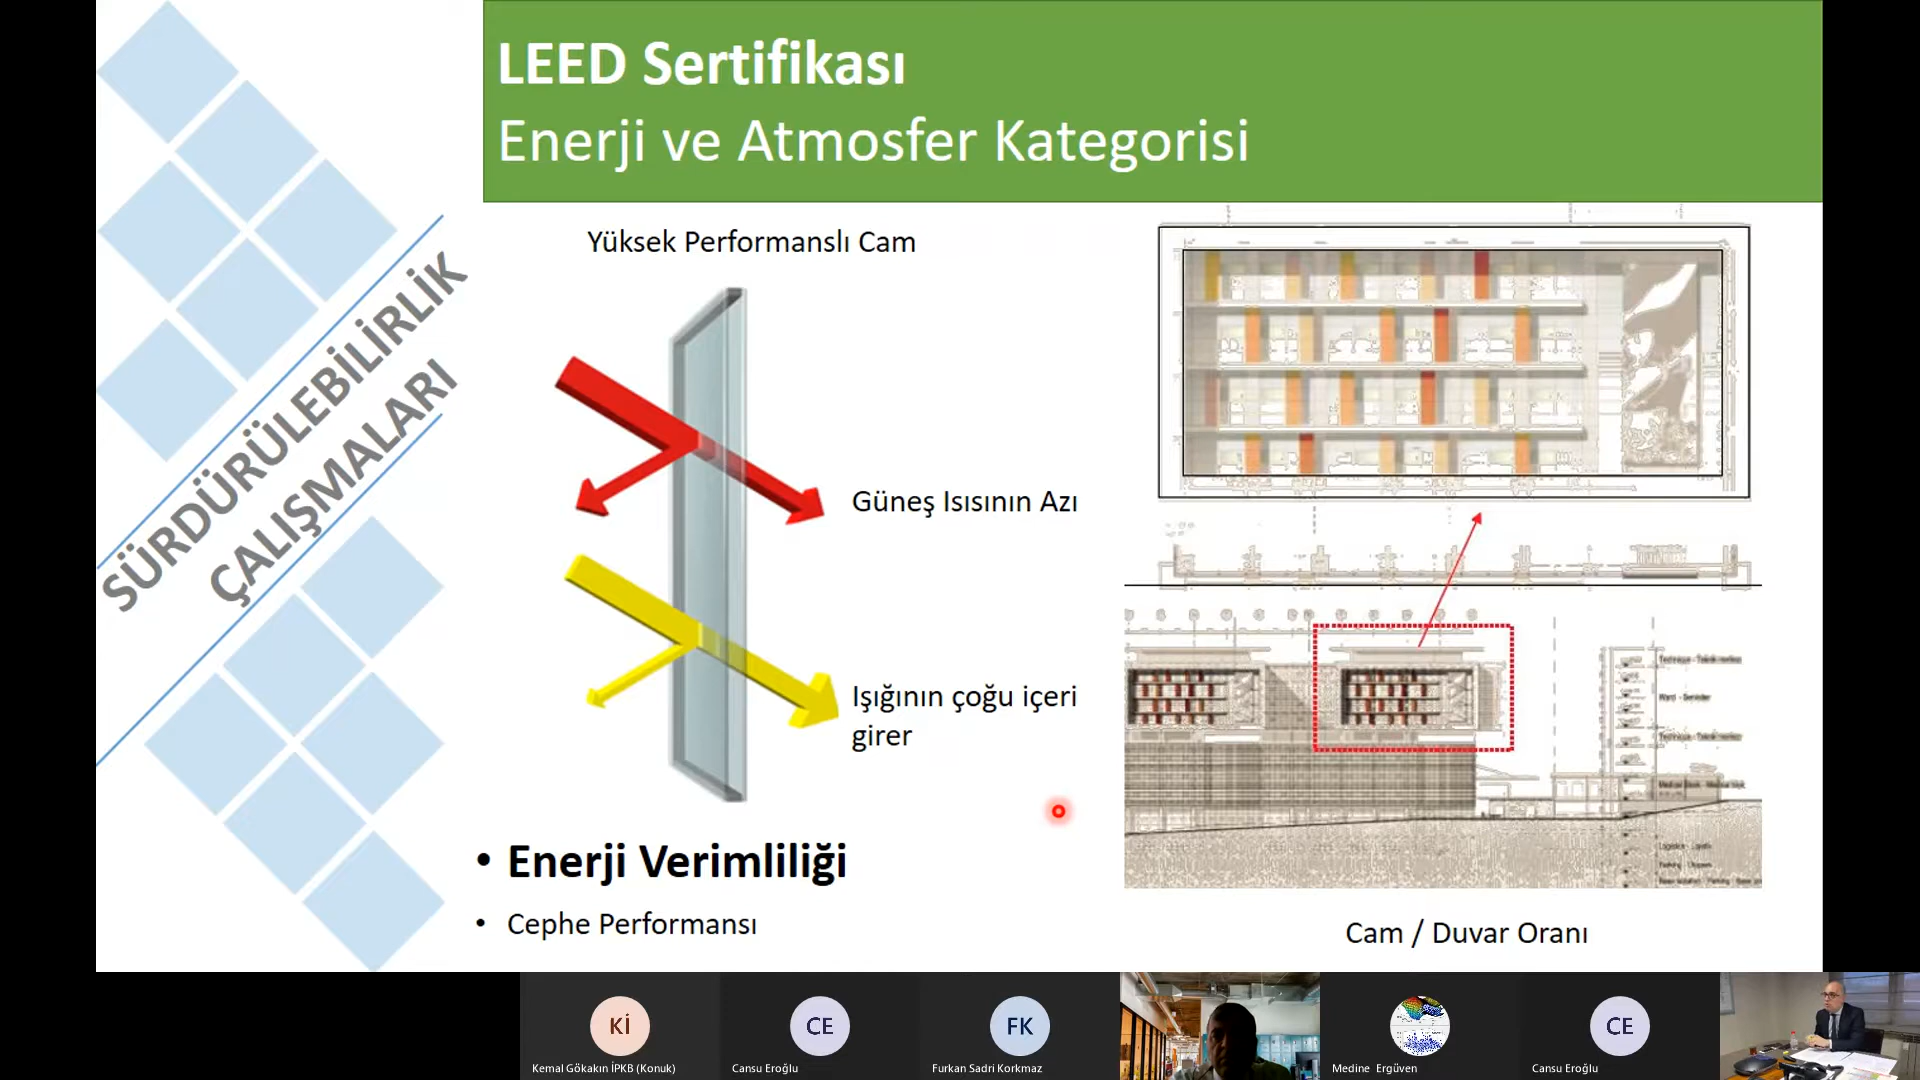 LEED Sertifikası
Enerji ve Atmosfer Kategorisi
SÜRDÜRÜLEBİLİRLİK
ÇALIŞMALARI
Yüksek Performanslı Cam
Güneş Isısının Azı
Işığının çoğu içeri
girer
• Enerji Verimliliği
• Cephe Performansı
Cam / Duvar Oranı
Kİ
CE
FK
CE
Kemal Gökakın İPKB (Konuk)
Cansu Eroğlu
Furkan Sadri Korkmaz
Medine Ergüven
Cansu Eroğlu